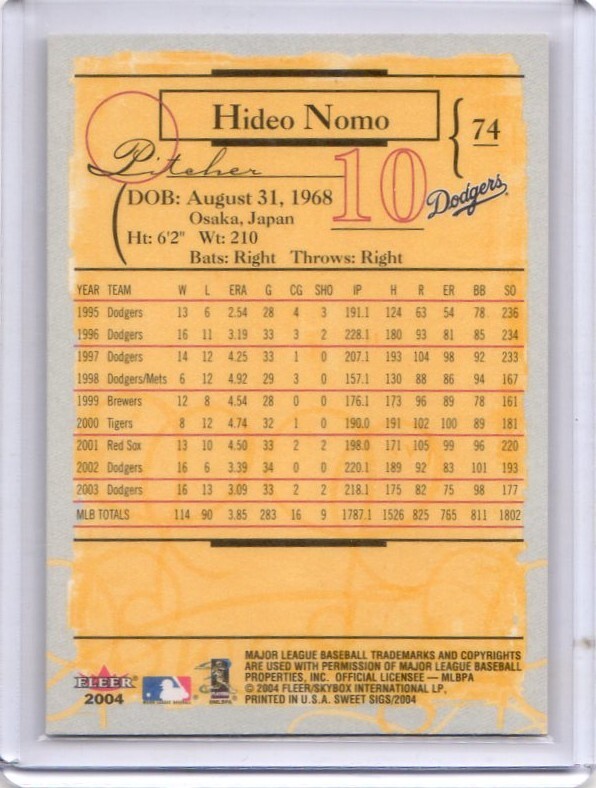 Hideo Nomo
74
Pitcher
10
Dodgers
DOB: August 31, 1968
Osaka, Japan
Ht: 6'2" Wt: 210
Bats: Right Throws: Right
YEAR TEAM W L ERA G CG SHO IP H R ER BB SO
1995 Dodgers 13 6 2.54 28 4 3 191.1 124 63 54 78 236
1996 Dodgers 16 11 3.19 33 3 2 228.1 180 93 81 85 234
1997 Dodgers 14 12 4.25 33 1 0 207.1 193 104 98 92 233
1998 Dodgers/Mets 6 12 4.92 29 3 0 157.1 130 88 86 94 167
1999 Brewers 12 8 4.54 28 0 0 176.1 173 96 89 78 161
2000 Tigers 8 12 4.74 32 1 0 190.0 191 102 100 89 181
2001 Red Sox 13 10 4.50 33 2 2 198.0 171 105 99 96 220
2002 Dodgers 16 6 3.39 34 0 0 220.1 189 92 83 101 193
2003 Dodgers 16 13 3.09 33 2 2 218.1 175 82 75 98 177
MLB TOTALS 114 90 3.85 283 16 9 1787.1 1526 825 765 811 1802
MAJOR LEAGUE BASEBALL TRADEMARKS AND COPYRIGHTS
ARE USED WITH PERMISSION OF MAJOR LEAGUE BASEBALL
PROPERTIES, INC. OFFICIAL LICENSEE — MLBPA
© 2004 FLEER/SKYBOX INTERNATIONAL LP,
PRINTED IN U.S.A. SWEET SIGS/2004
FLEER
2004